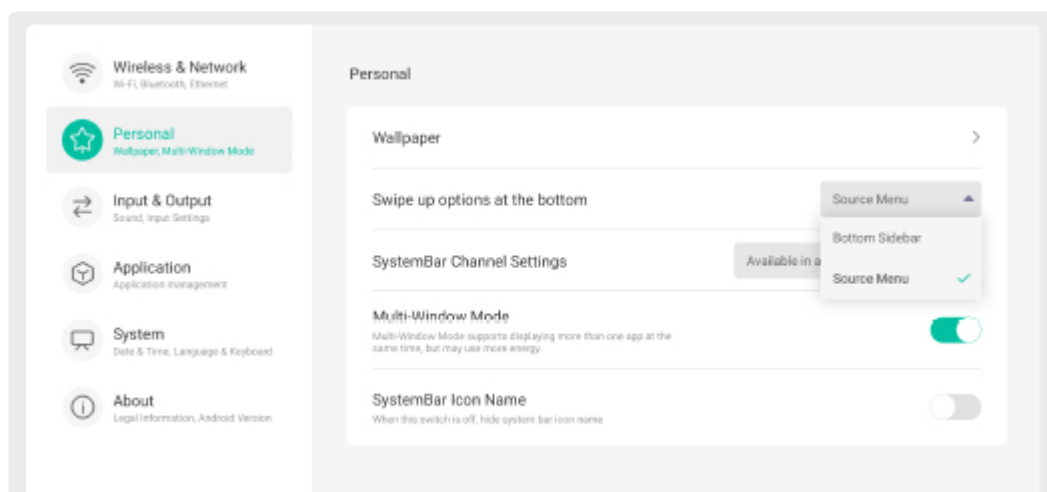 Wireless & Network
Wi-Fi, Bluetooth, Ethernet
Personal
Wallpaper, Multi-Window Mode
Input & Output
Sound, Input Settings
Application
Application management
System
Date & Time, Language & Keyboard
About
Legal Information, Android Version
Personal
Wallpaper
Swipe up options at the bottom
Source Menu
Bottom Sidebar
Source Menu
SystemBar Channel Settings
Available in a
Multi-Window Mode
Multi-Window Mode supports displaying more than one app at the
same time, but may use more energy.
SystemBar Icon Name
When this switch is off, hide system bar icon name